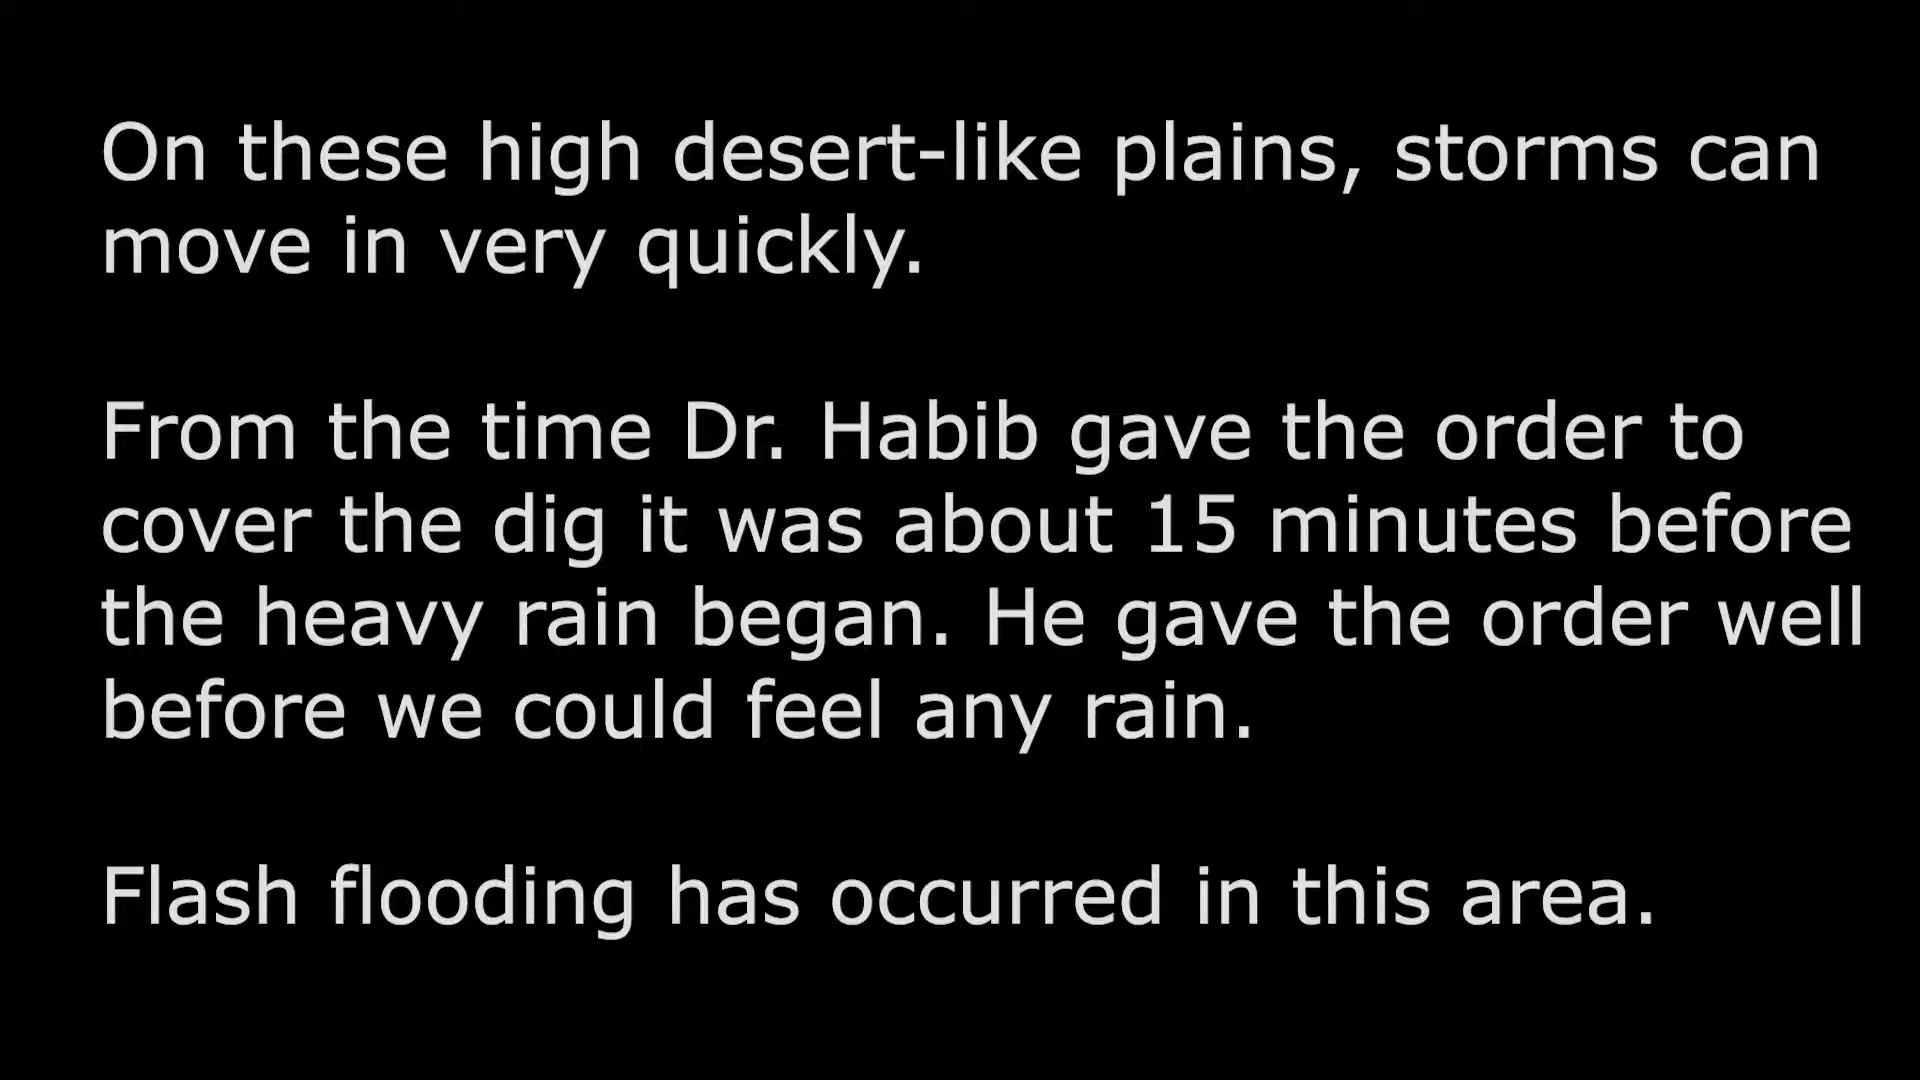 On these high desert-like plains, storms can
move in very quickly.
From the time Dr. Habib gave the order to
cover the dig it was about 15 minutes before
the heavy rain began. He gave the order well
before we could feel any rain.
Flash flooding has occurred in this area.